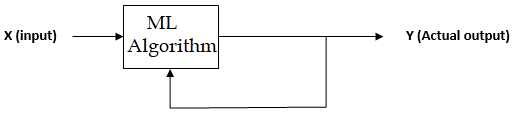 X (input)
ML
Algorithm
Y (Actual output)